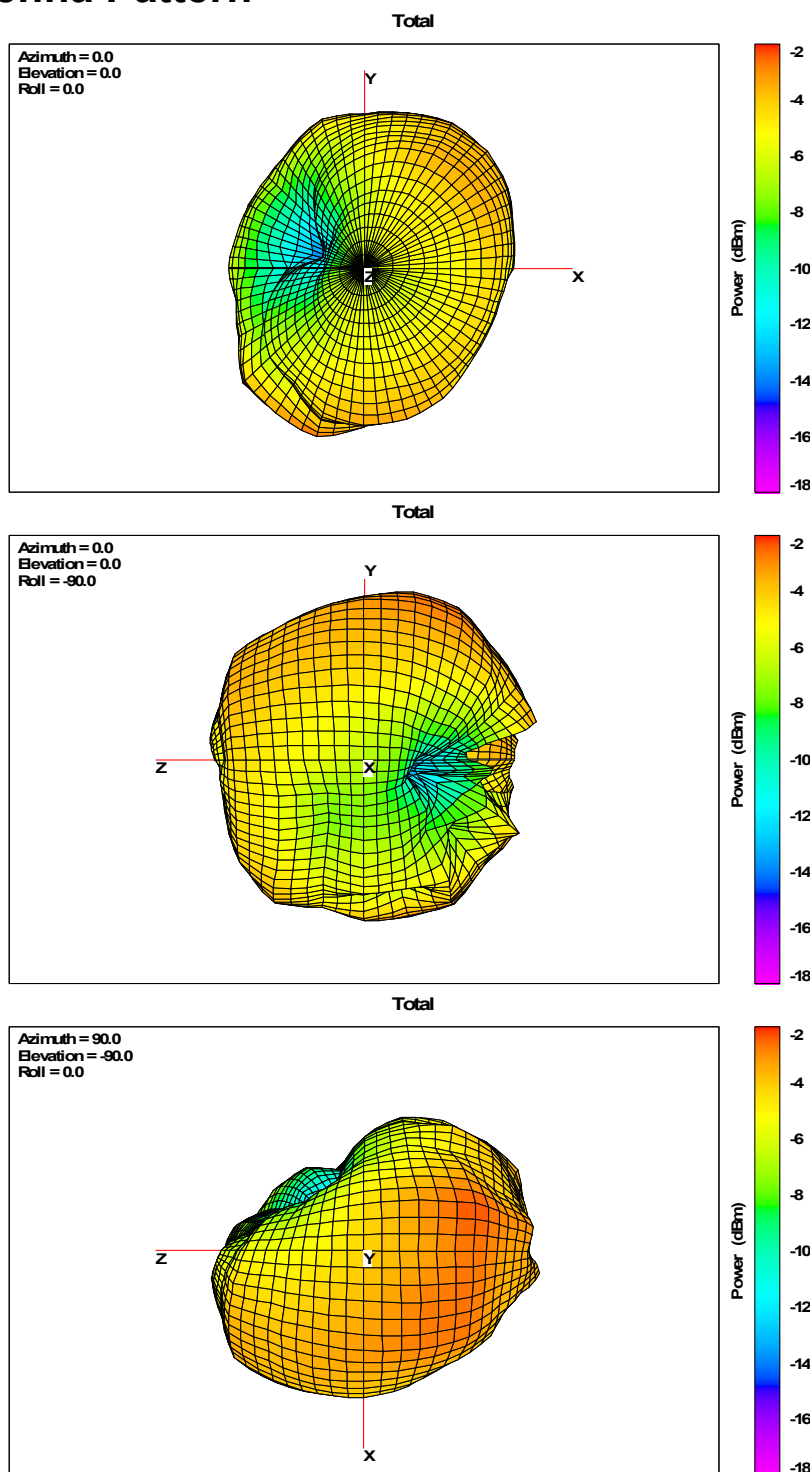 Total
Azimuth = 0.0
Elevation = 0.0
Roll = 0.0
Y
Z
X
Power (dBm)
-2
-4
-6
-8
-10
-12
-14
-16
-18
Total
Azimuth = 0.0
Elevation = 0.0
Roll = -90.0
Y
Z
X
Power (dBm)
-2
-4
-6
-8
-10
-12
-14
-16
-18
Total
Azimuth = 90.0
Elevation = -90.0
Roll = 0.0
Z
Y
X
Power (dBm)
-2
-4
-6
-8
-10
-12
-14
-16
-18